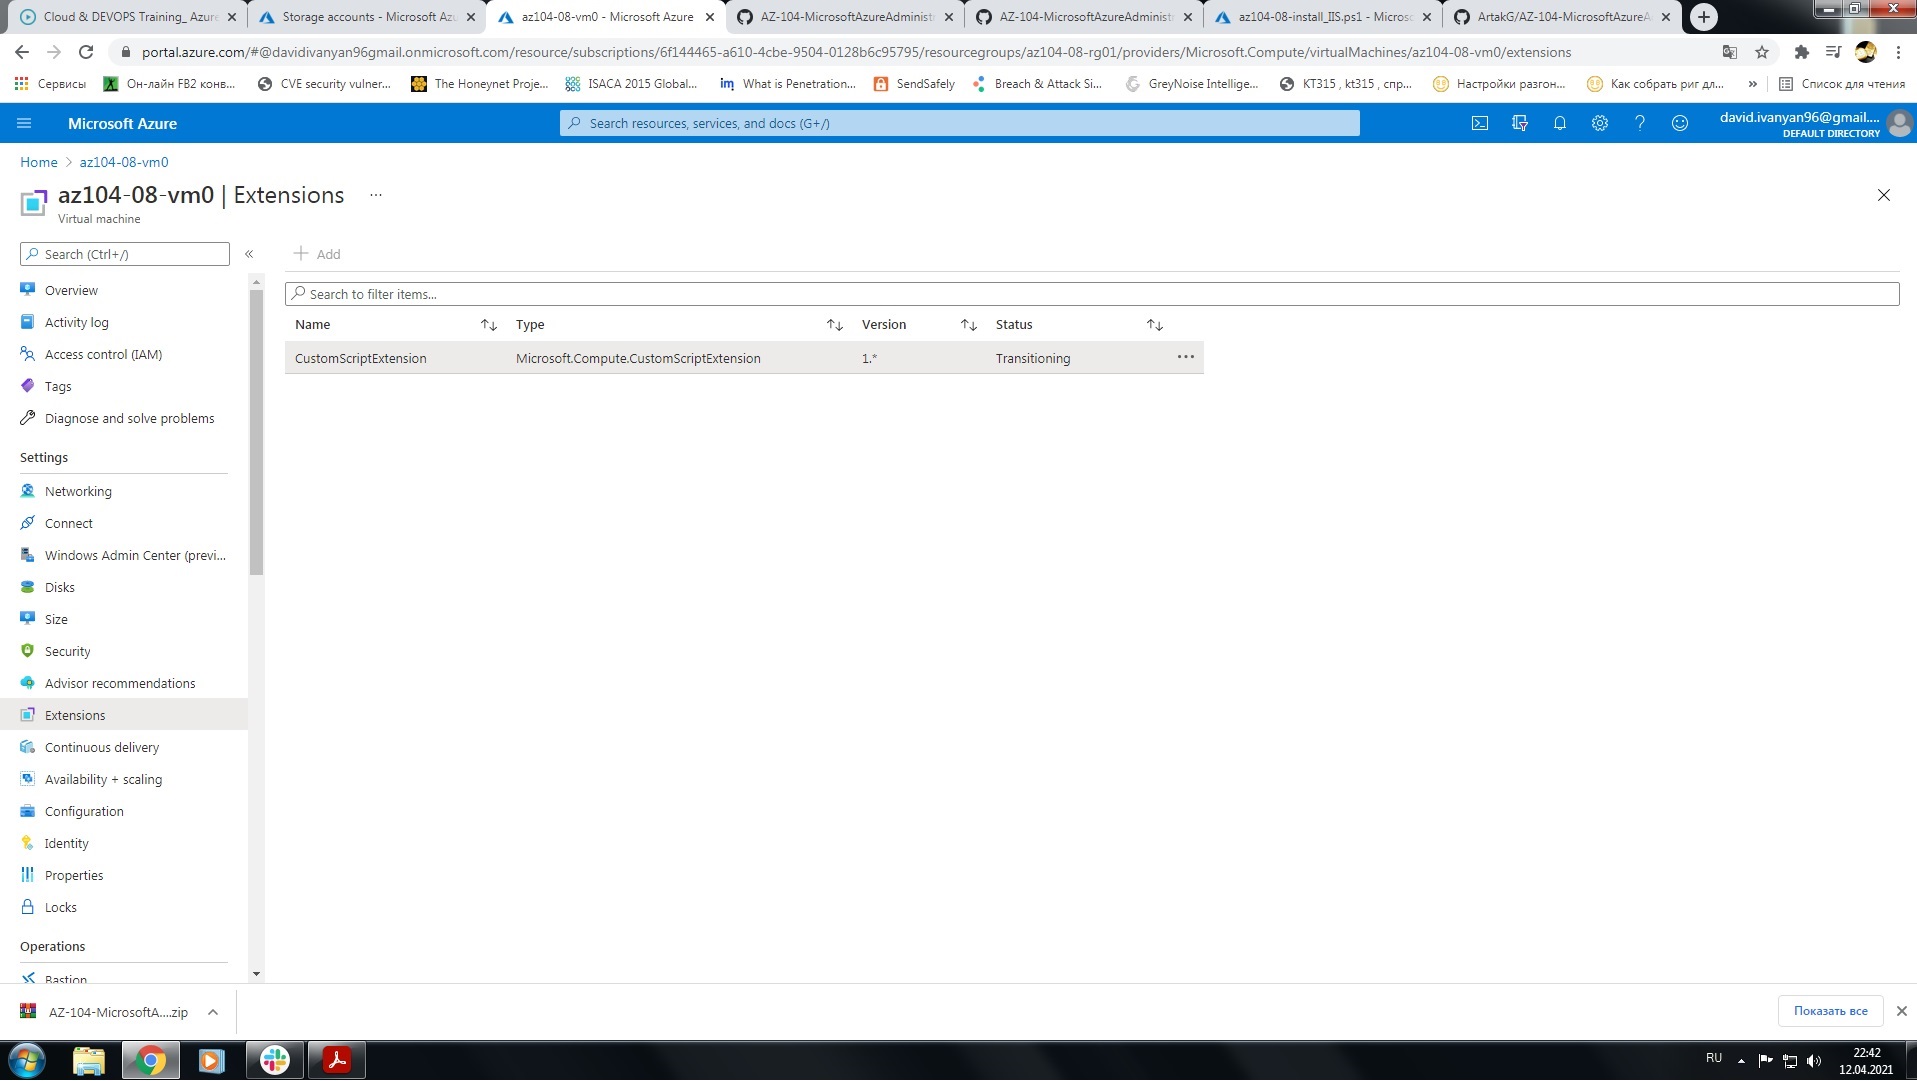 Cloud & DEVOPS Training_ Azure
Storage accounts - Microsoft Azu
az104-08-vm0 - Microsoft Azure
AZ-104-MicrosoftAzureAdministr
AZ-104-MicrosoftAzureAdministr
az104-08-install_IIS.ps1 - Microso
ArtakG/AZ-104-MicrosoftAzureA
portal.azure.com/#@davidivanyan96gmail.onmicrosoft.com/resource/subscriptions/6f144465-a610-4cbe-9504-0128b6c95795/resourcegroups/az104-08-rg01/providers/Microsoft.Compute/virtualMachines/az104-08-vm0/extensions
Сервисы
Он-лайн FB2 конв...
CVE security vulner...
The Honeynet Proje...
ISACA 2015 Global...
What is Penetration...
SendSafely
Breach & Attack Si...
GreyNoise Intellige...
KT315 , kt315 , спр...
Настройки разгон...
Как собрать риг дл...
»
Список для чтения
Microsoft Azure
Search resources, services, and docs (G+/)
david.ivanyan96@gmail....
DEFAULT DIRECTORY
Home > az104-08-vm0
az104-08-vm0 | Extensions ...
Virtual machine
Search (Ctrl+/)
«
Add
Overview
Activity log
Access control (IAM)
Tags
Diagnose and solve problems
Settings
Networking
Connect
Windows Admin Center (previ...
Disks
Size
Security
Advisor recommendations
Extensions
Continuous delivery
Availability + scaling
Configuration
Identity
Properties
Locks
Operations
Bastion
Search to filter items...
Name
Type
Version
Status
CustomScriptExtension
Microsoft.Compute.CustomScriptExtension
1.*
Transitioning
...
AZ-104-MicrosoftA....zip
Показать все
RU
22:42
12.04.2021